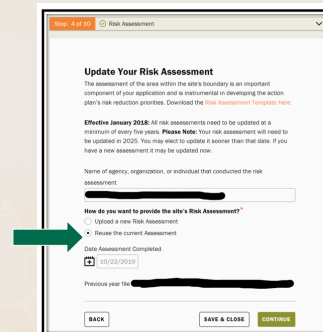 Step 4 of 10 Risk Assessment
Update Your Risk Assessment
The assessment of the area within the site's boundary is an important
component of your application and is instrumental in developing the action
plan's risk reduction priorities. Download the Risk Assessment Template here.
Effective January 2018: All risk assessments need to be updated at a
minimum of every five years. Please Note: Your risk assessment will need to
be updated in 2025. You may elect to update it sooner than that date. If you
have a new assessment it may be updated now.
Name of agency, organization, or individual that conducted the risk
assessment
How do you want to provide the site's Risk Assessment?*
Upload a new Risk Assessment
Reuse the current Assessment
Date Assessment Completed
10/22/2019
Previous year file
BACK SAVE & CLOSE CONTINUE